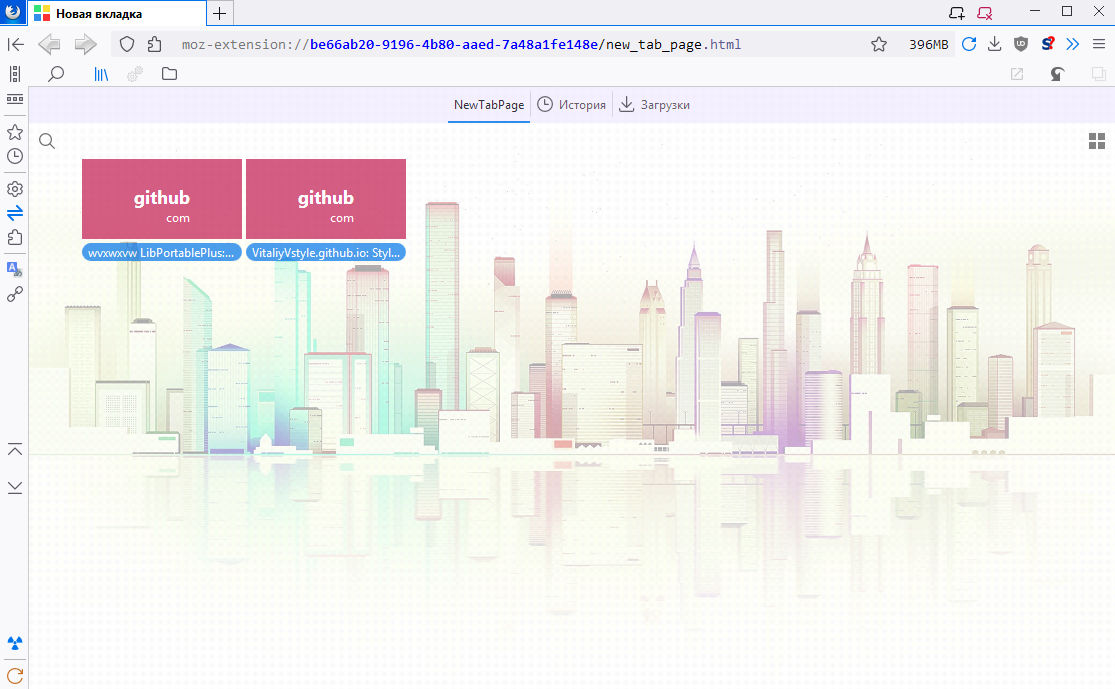 Новая вкладка
moz-extension://be66ab20-9196-4b80-aaed-7a48a1fe148e/new_tab_page.html
396MB
NewTabPage
История
Загрузки
github
com
github
com
wvxwxvw LibPortablePlus:...
VitaliyVstyle.github.io: Styl...